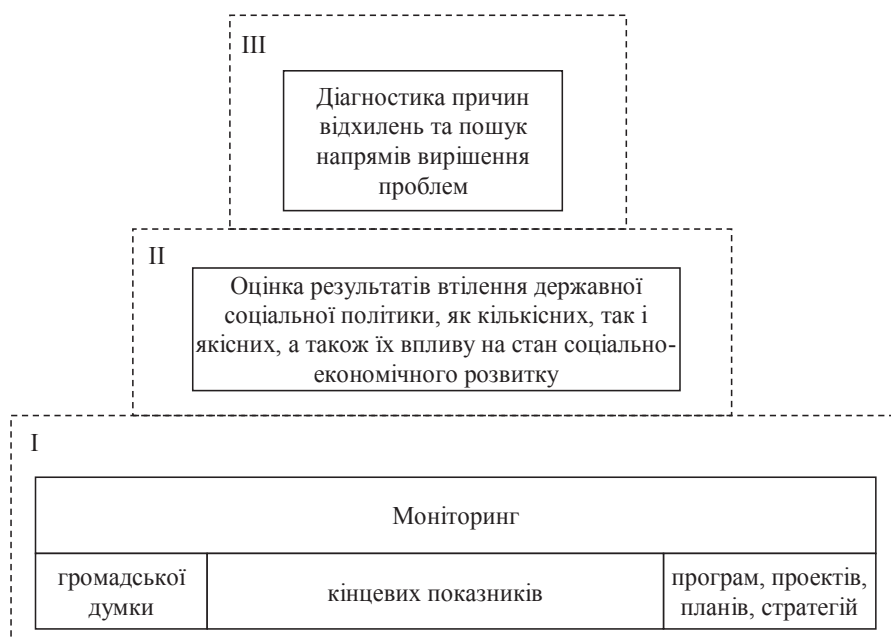 III
Діагностика причин
відхилень та пошук
напрямів вирішення
проблем
II
Оцінка результатів втілення державної
соціальної політики, як кількісних, так і
якісних, а також їх впливу на стан соціально-
економічного розвитку
I
Моніторинг
громадської
думки
кінцевих показників
програм, проектів,
планів, стратегій